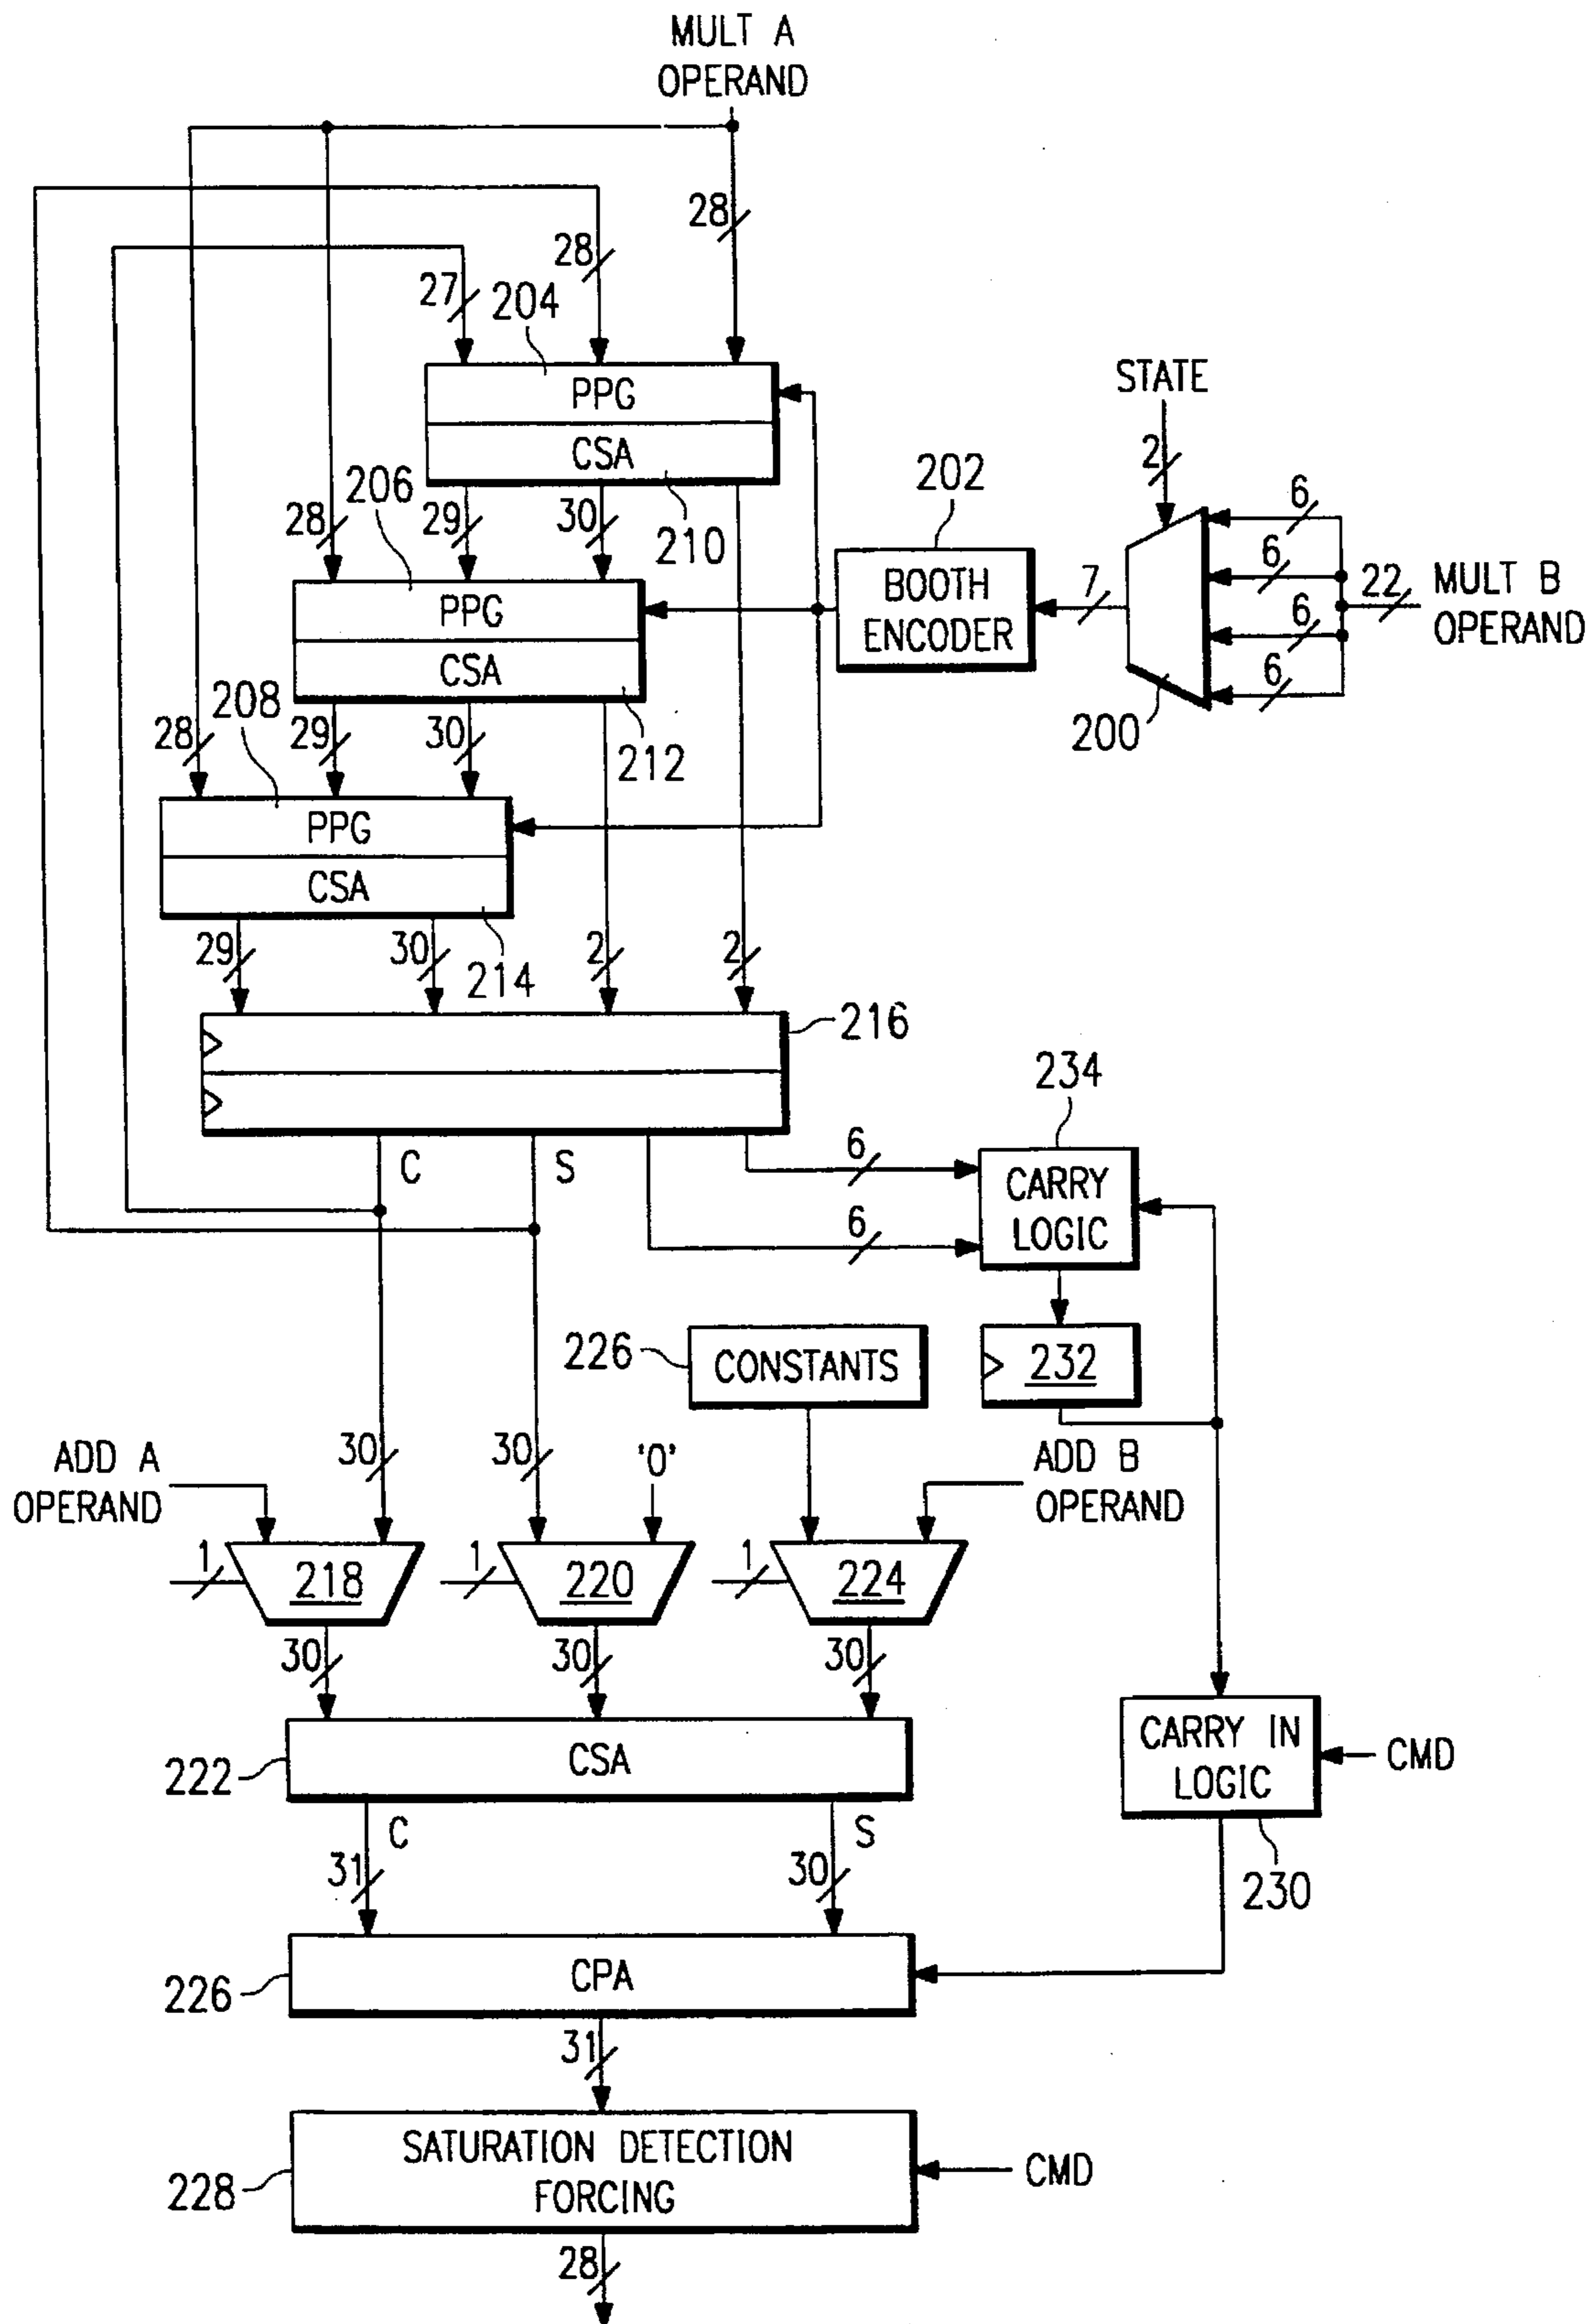 MULT A
OPERAND
28
28
27
204
PPG
CSA
STATE
2
202
206
28
29
30
210
6
6
6
6
22
MULT B
OPERAND
7
BOOTH
ENCODER
PPG
CSA
200
208
28
29
30
212
PPG
CSA
29
30
2
2
214
216
234
C
S
6
6
CARRY
LOGIC
226
CONSTANTS
232
ADD A
OPERAND
30
30
'0'
ADD B
OPERAND
1
218
1
220
1
224
30
30
30
222
CSA
CARRY IN
LOGIC
CMD
C
S
31
30
230
226
CPA
31
228
SATURATION DETECTION
FORCING
CMD
28